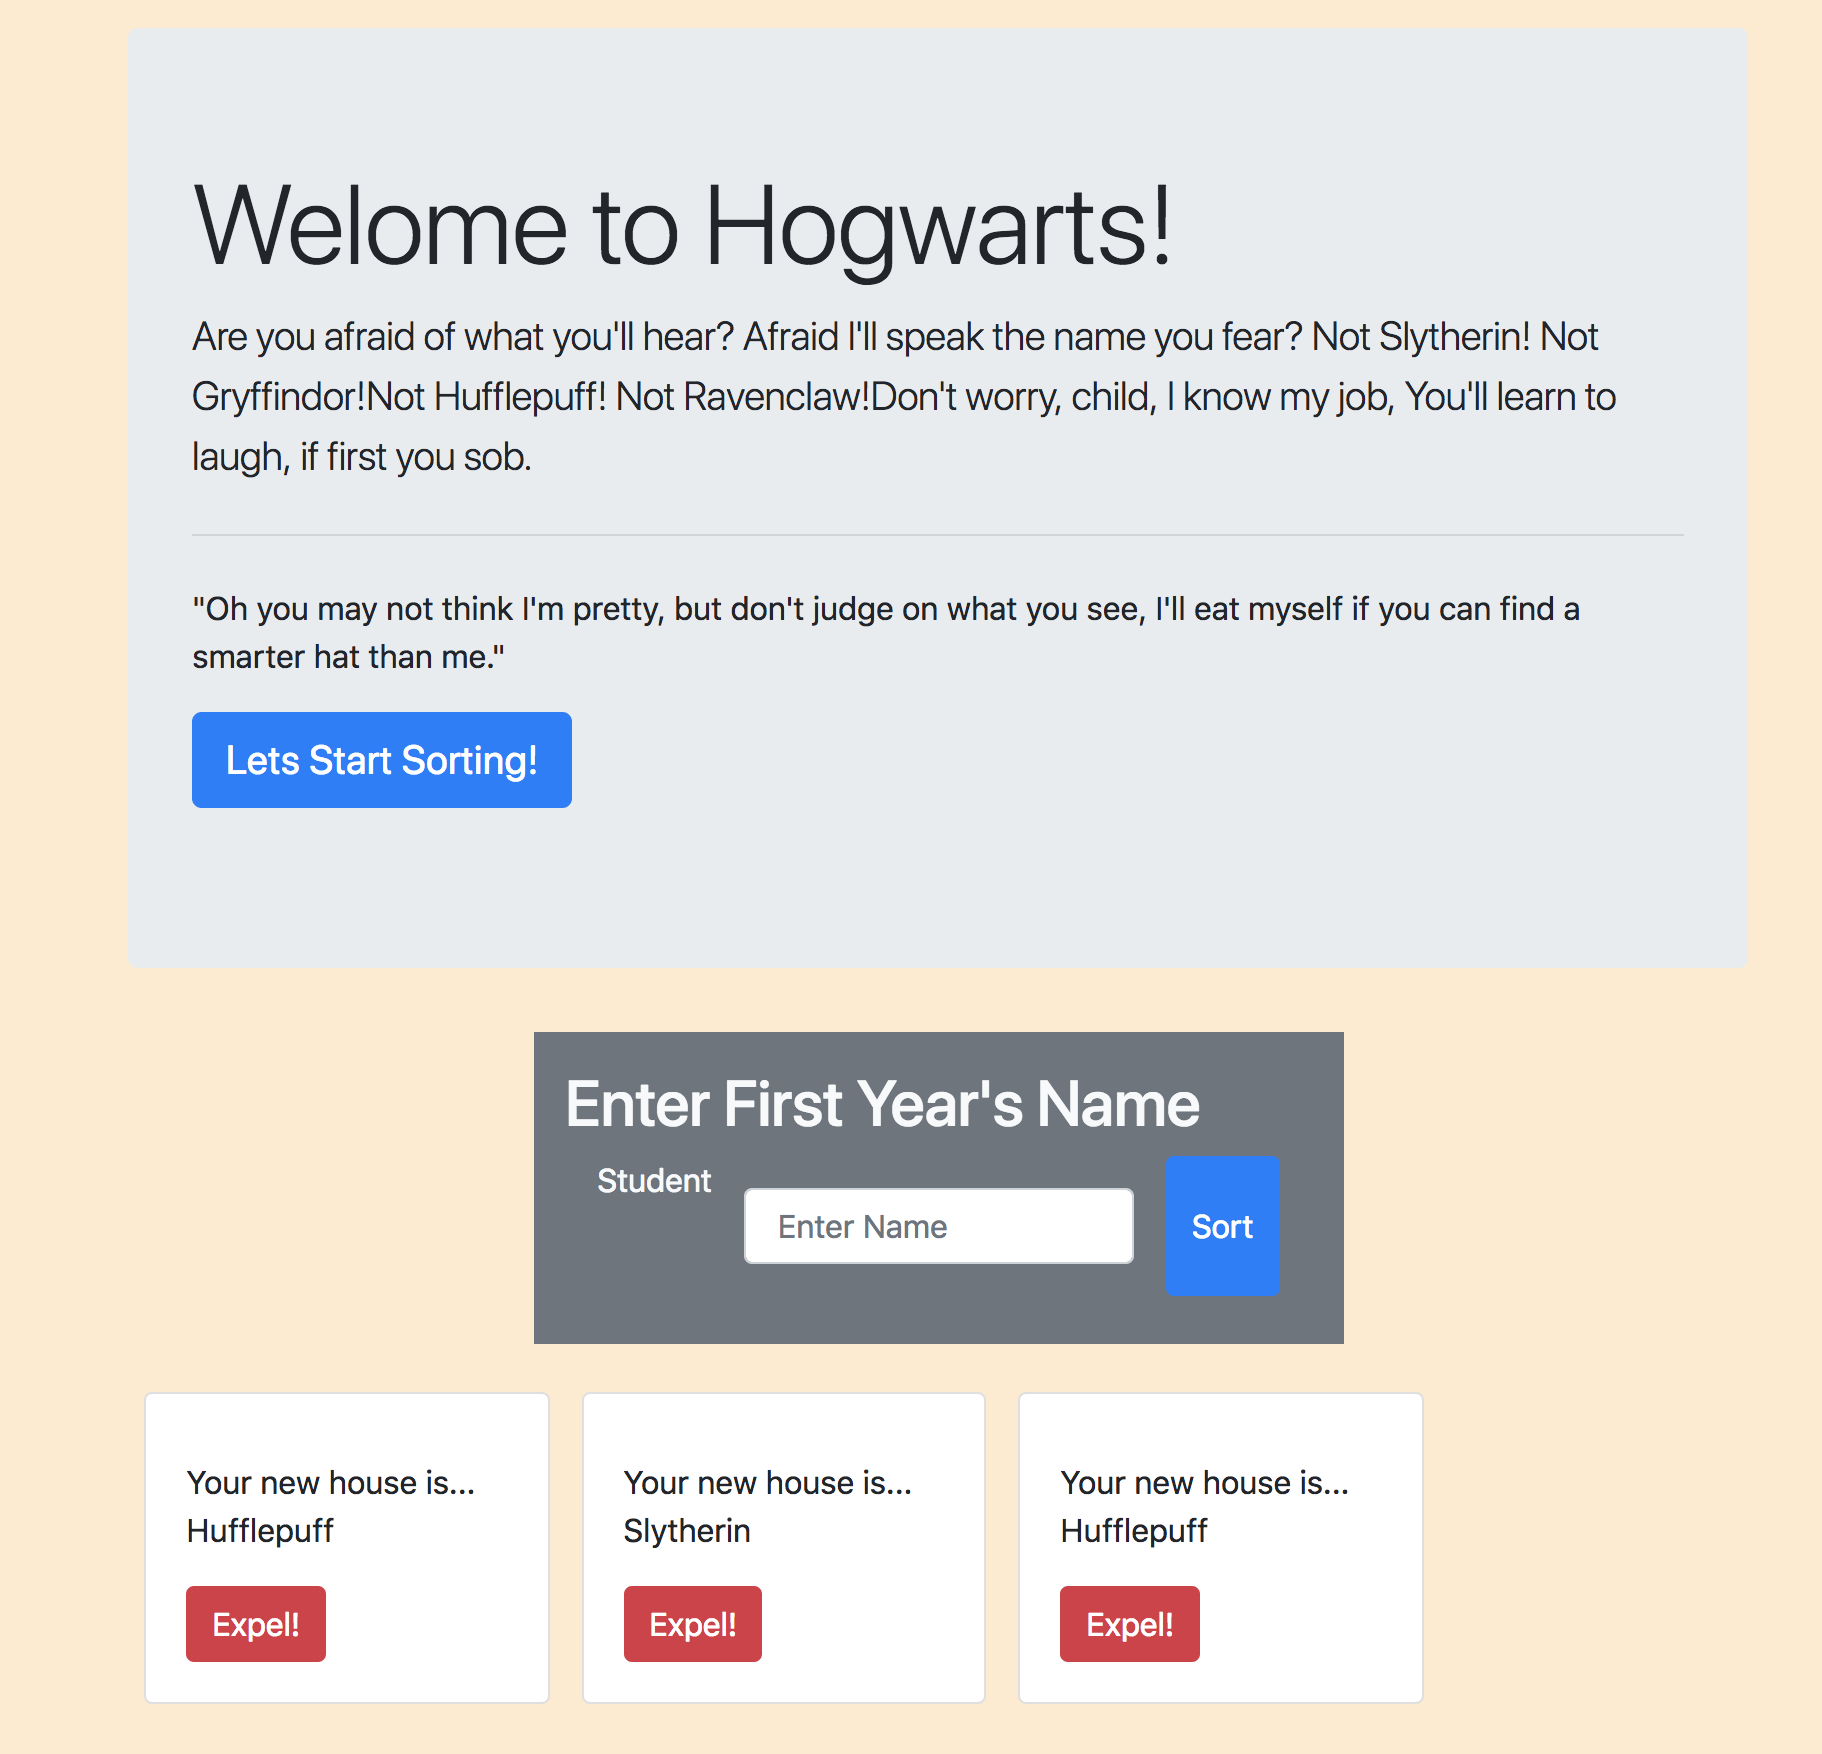 Welome to Hogwarts!
Are you afraid of what you'll hear? Afraid I'll speak the name you fear? Not Slytherin! Not
Gryffindor!Not Hufflepuff! Not Ravenclaw!Don't worry, child, I know my job, You'll learn to
laugh, if first you sob.
"Oh you may not think I'm pretty, but don't judge on what you see, I'll eat myself if you can find a
smarter hat than me."
Lets Start Sorting!
Enter First Year's Name
Student
Enter Name
Sort
Your new house is...
Hufflepuff
Expel!
Your new house is...
Slytherin
Expel!
Your new house is...
Hufflepuff
Expel!